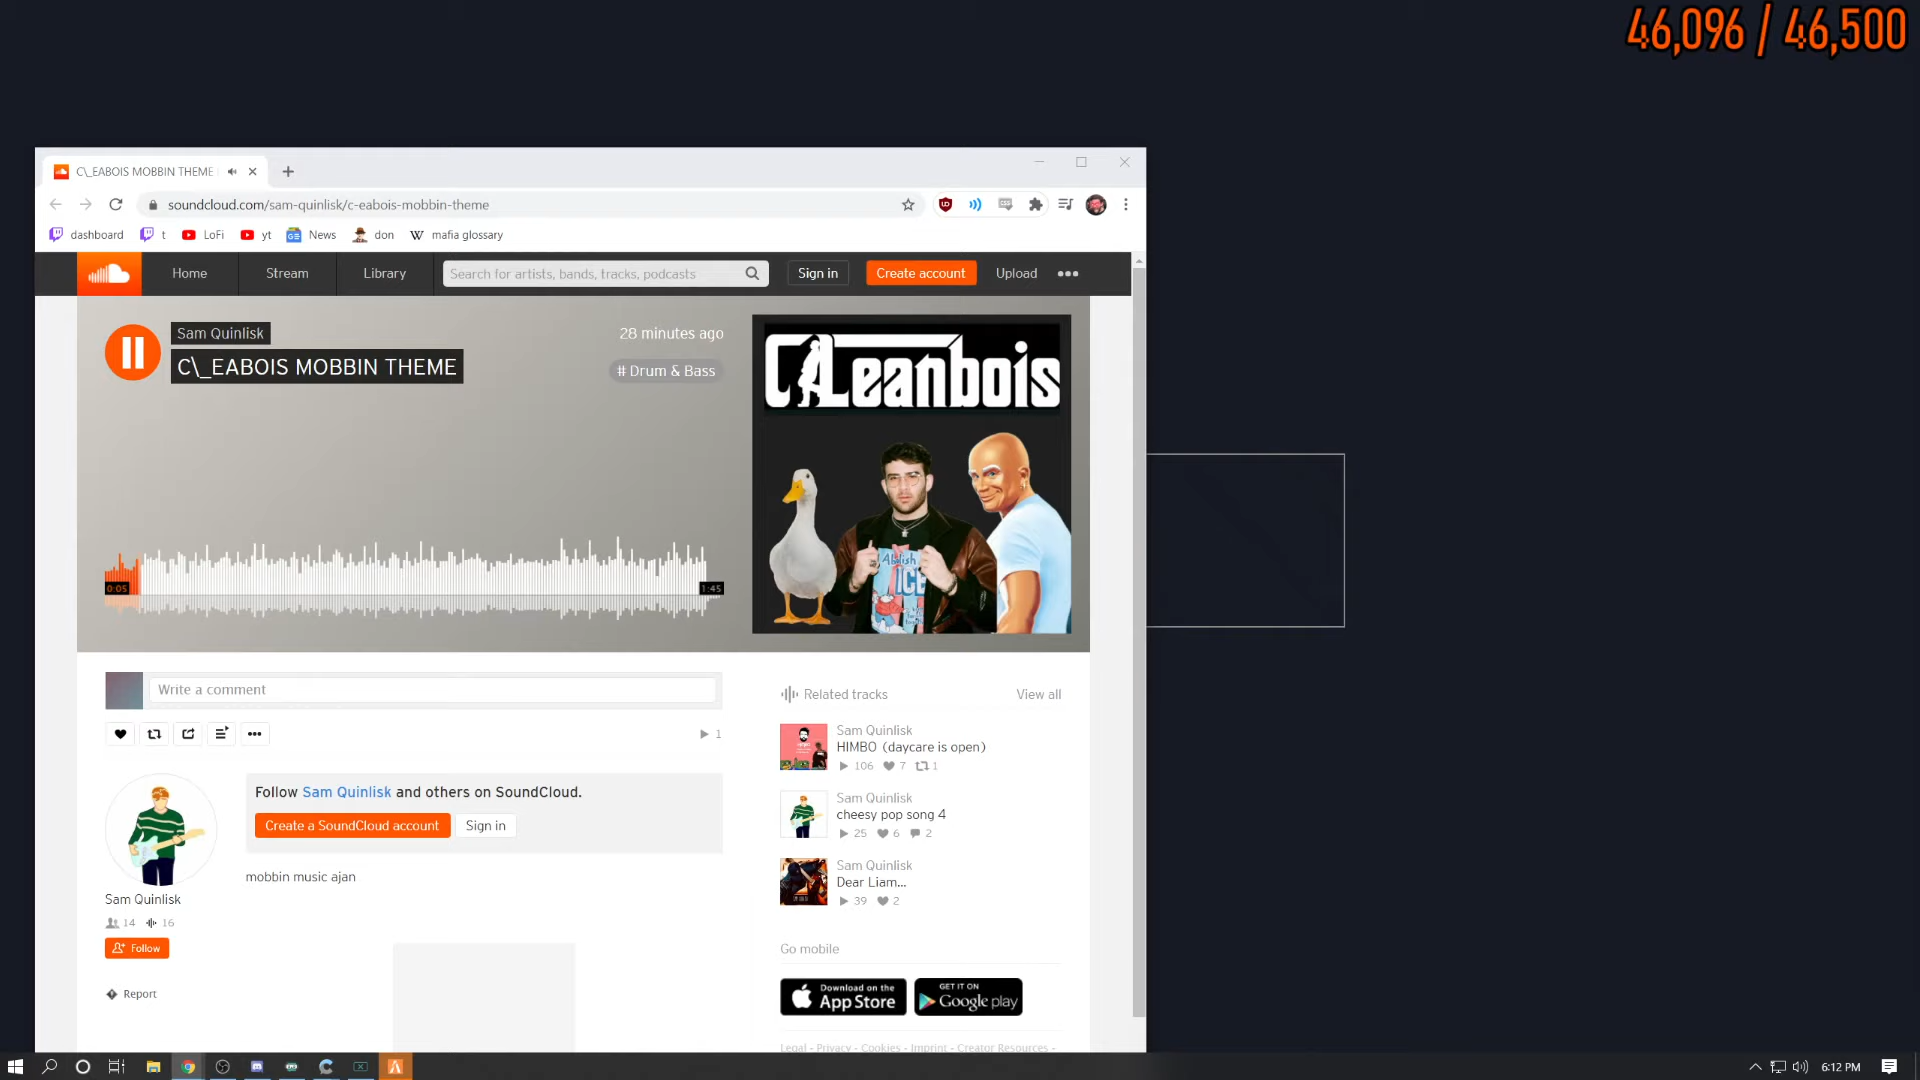 46,096 / 46,500
C\_EABOIS MOBBIN THEME
soundcloud.com/sam-quinlisk/c-eabois-mobbin-theme
dashboard t LoFi yt News don mafia glossary
Home Stream Library Search for artists, bands, tracks, podcasts Sign in Create account Upload
Sam Quinlisk
28 minutes ago
C\_EABOIS MOBBIN THEME
# Drum & Bass
CLeanbois
Abolish
ICE
0:05
1:45
Write a comment
1
Related tracks View all
Sam Quinlisk
HIMBO (daycare is open)
106 7 1
Sam Quinlisk
cheesy pop song 4
25 6 2
Sam Quinlisk
Dear Liam...
39 2
Follow Sam Quinlisk and others on SoundCloud.
Create a SoundCloud account Sign in
mobbin music ajan
Sam Quinlisk
14 16
Follow
Report
Go mobile
Download on the
App Store
GET IT ON
Google play
Legal - Privacy - Cookies - Imprint - Creator Resources -
6:12 PM